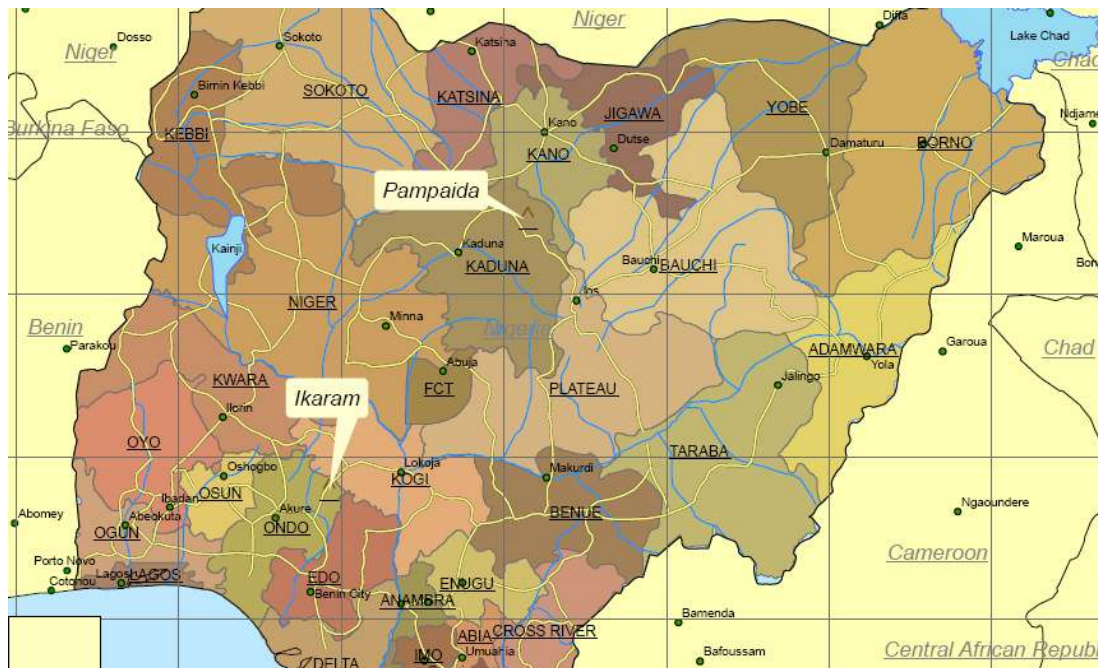 Niger
Diffa
Dosso
Niger
Sokoto
Katsina
Lake Chad
Chad
Birnin Kebbi
SOKOTO
KATSINA
JIGAWA
YOBE
Burkina Faso
KEBBI
Kano
KANO
Dutse
Damaturu
BORNO
Pampaida
Kainji
Kaduna
KADUNA
Bauchi
BAUCHI
Maroua
NIGER
Jos
Benin
Minna
Nigeria
Parakou
Abuja
FCT
KWARA
PLATEAU
ADAMWARA
Yola
Garoua
Chad
Jalingo
Ikaram
Ilorin
OYO
Oshogbo
OSUN
Lokoja
KOGI
Makurdi
TARABA
Ibadan
Abeokuta
OGUN
Akure
ONDO
BENUE
Ngaoundere
Abomey
Cameroon
Porto Novo
Cotonou
Lagos
LAGOS
EDO
Benin City
ENUGU
ANAMBRA
Bamenda
ABIA
CROSS RIVER
DELTA
IMO
Umuahia
Bafoussam